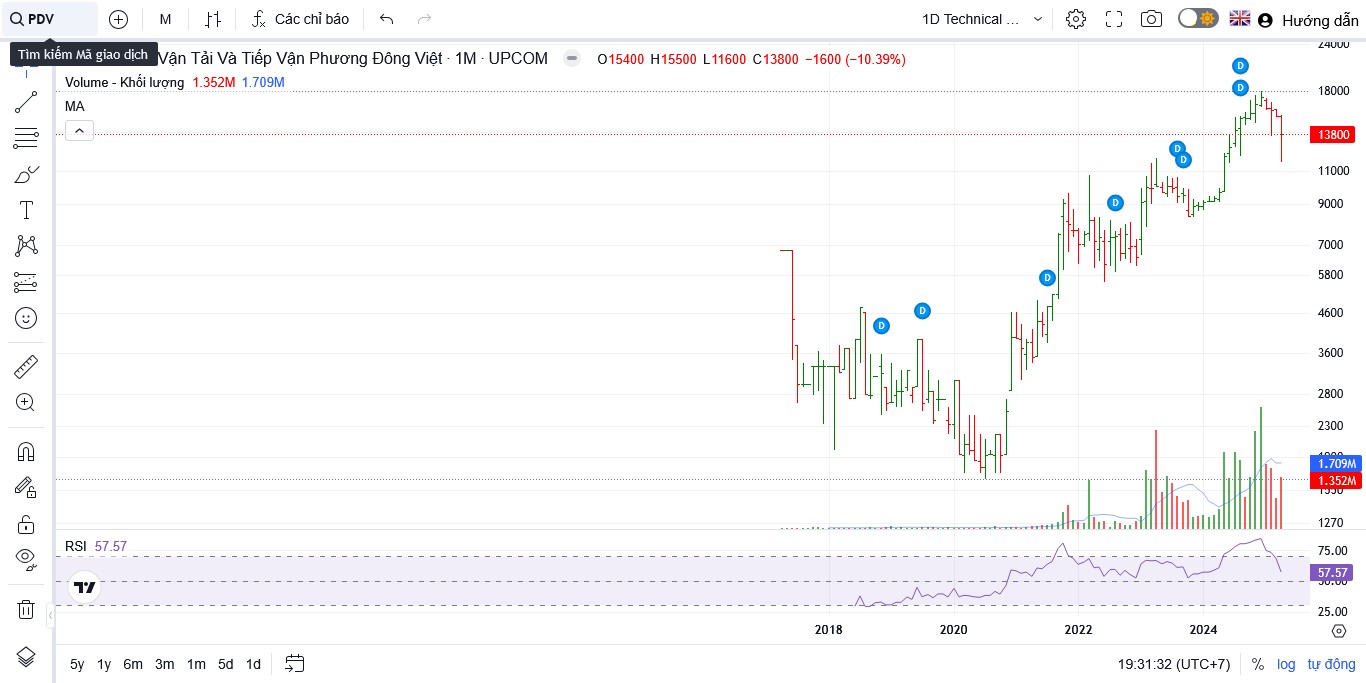 PDV M Các chỉ báo 1D Technical ... Hướng dẫn
Tìm kiếm Mã giao dịch
Vận Tải Và Tiếp Vận Phương Đông Việt · 1M · UPCOM O15400 H15500 L11600 C13800 −1600 (−10.39%)
Volume - Khối lượng 1.352M 1.709M
MA
24000
D
D
18000
13800
D
D
11000
D
9000
7000
D
5800
D
D
4600
3600
2800
2300
1.709M
1.352M
1270
RSI 57.57
75.00
57.57
50.00
25.00
2018 2020 2022 2024
5y 1y 6m 3m 1m 5d 1d 19:31:32 (UTC+7) % log tự động